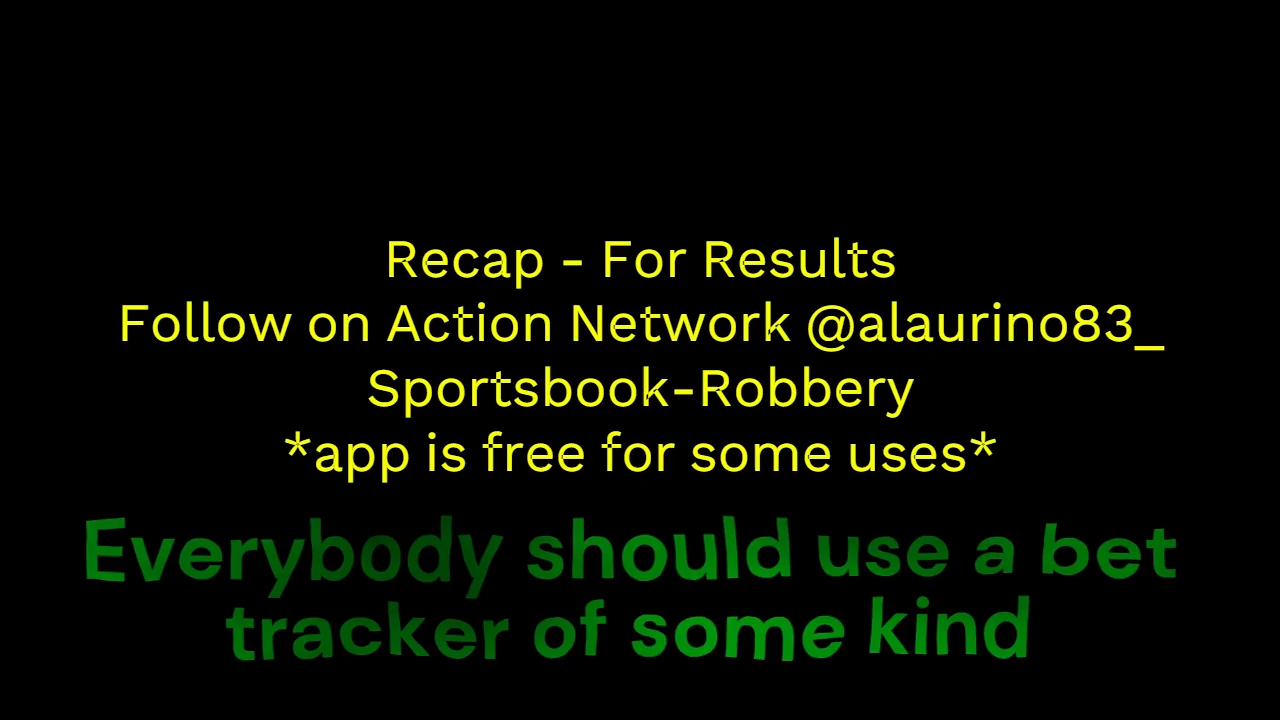 Recap - For Results
Follow on Action Network @alaurino83_
Sportsbook-Robbery
*app is free for some uses*
Everybody should use a bet
tracker of some kind